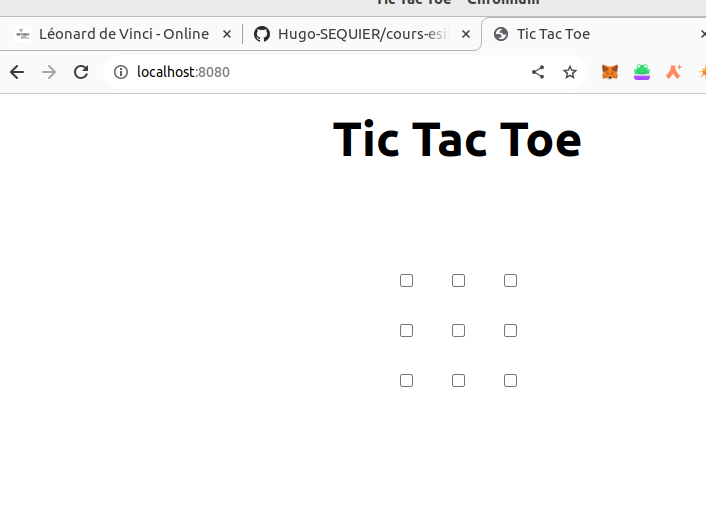 Tic Tac Toe - Chromium
Léonard de Vinci - Online
Hugo-SEQUIER/cours-esil
Tic Tac Toe
localhost:8080
Tic Tac Toe